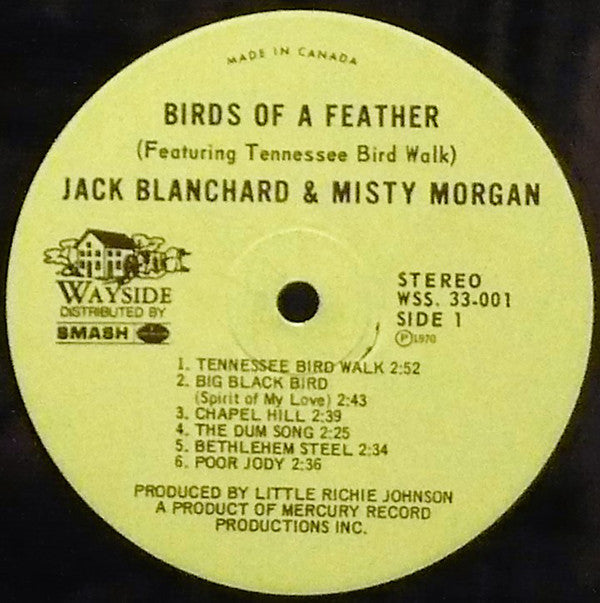 MADE IN CANADA
BIRDS OF A FEATHER
(Featuring Tennessee Bird Walk)
JACK BLANCHARD & MISTY MORGAN
WAYSIDE
DISTRIBUTED BY
SMASH
STEREO
WSS. 33-001
SIDE 1
Ⓟ1970
1. TENNESSEE BIRD WALK 2:52
2. BIG BLACK BIRD
(Spirit of My Love) 2:43
3. CHAPEL HILL 2:39
4. THE DUM SONG 2:25
5. BETHLEHEM STEEL 2:34
6. POOR JODY 2:36
PRODUCED BY LITTLE RICHIE JOHNSON
A PRODUCT OF MERCURY RECORD
PRODUCTIONS INC.